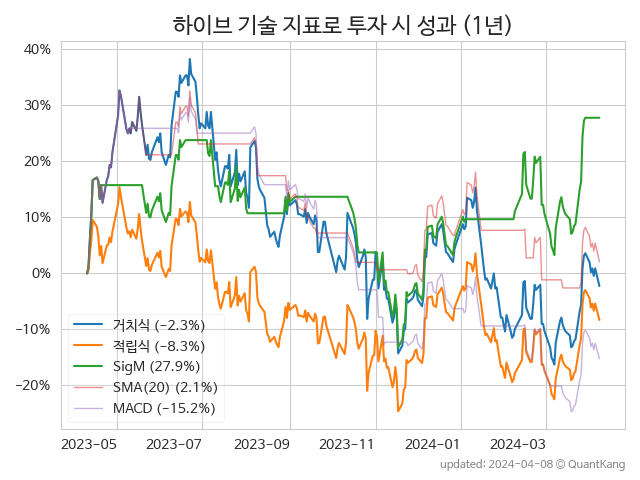 하이브 기술 지표로 투자 시 성과 (1년)
40%
30%
20%
10%
0%
−10%
−20%
거치식 (−2.3%)
적립식 (−8.3%)
SigM (27.9%)
SMA(20) (2.1%)
MACD (−15.2%)
2023-05
2023-07
2023-09
2023-11
2024-01
2024-03
updated: 2024-04-08 © QuantKang